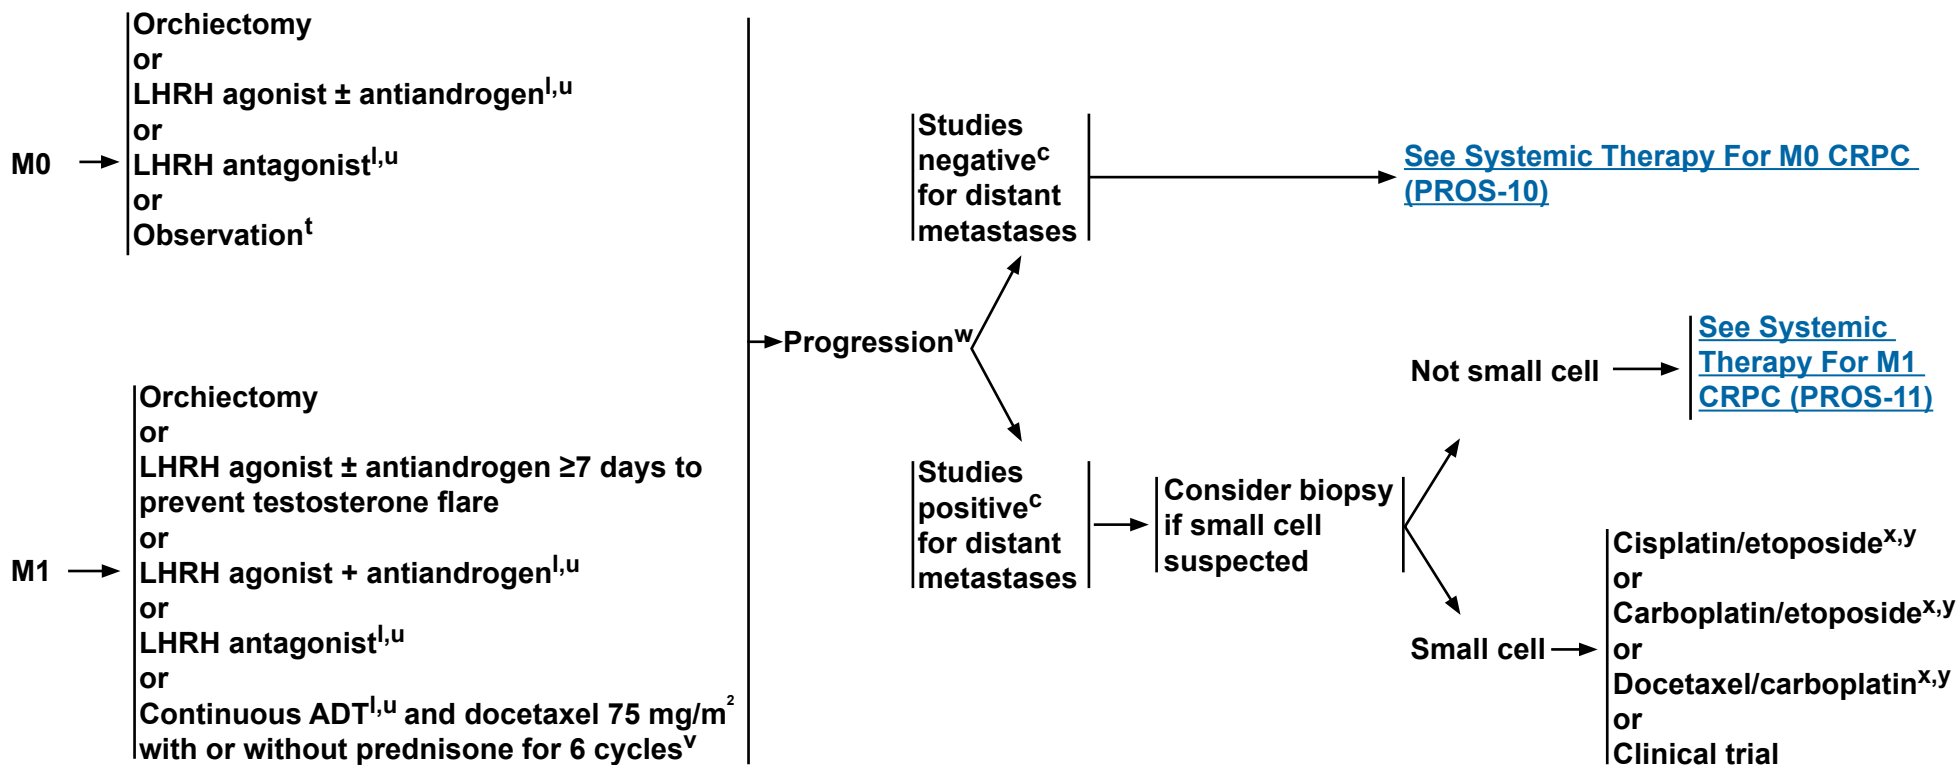 M0
Orchiectomy
or
LHRH agonist ± antiandrogenl,u
or
LHRH antagonistl,u
or
Observationt
M1
Orchiectomy
or
LHRH agonist ± antiandrogen ≥7 days to
prevent testosterone flare
or
LHRH agonist + antiandrogenl,u
or
LHRH antagonistl,u
or
Continuous ADTl,u and docetaxel 75 mg/m²
with or without prednisone for 6 cyclesv
Progressionw
Studies
negativec
for distant
metastases
See Systemic Therapy For M0 CRPC
(PROS-10)
Studies
positivec
for distant
metastases
Consider biopsy
if small cell
suspected
Not small cell
See Systemic
Therapy For M1
CRPC (PROS-11)
Small cell
Cisplatin/etoposidex,y
or
Carboplatin/etoposidex,y
or
Docetaxel/carboplatinx,y
or
Clinical trial